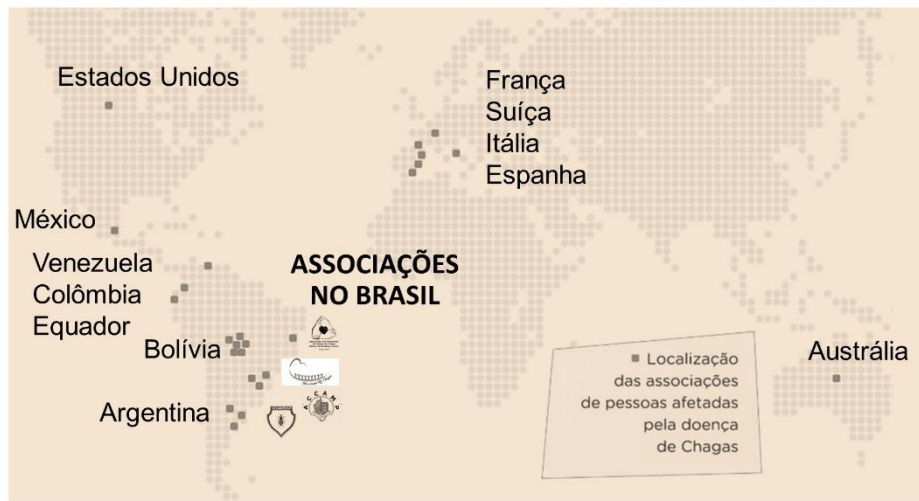 Estados Unidos
França
Suíça
Itália
Espanha
México
Venezuela
Colômbia
Equador
ASSOCIAÇÕES
NO BRASIL
Bolívia
Argentina
ACCAMP
Austrália
Localização
das associações
de pessoas afetadas
pela doença
de Chagas